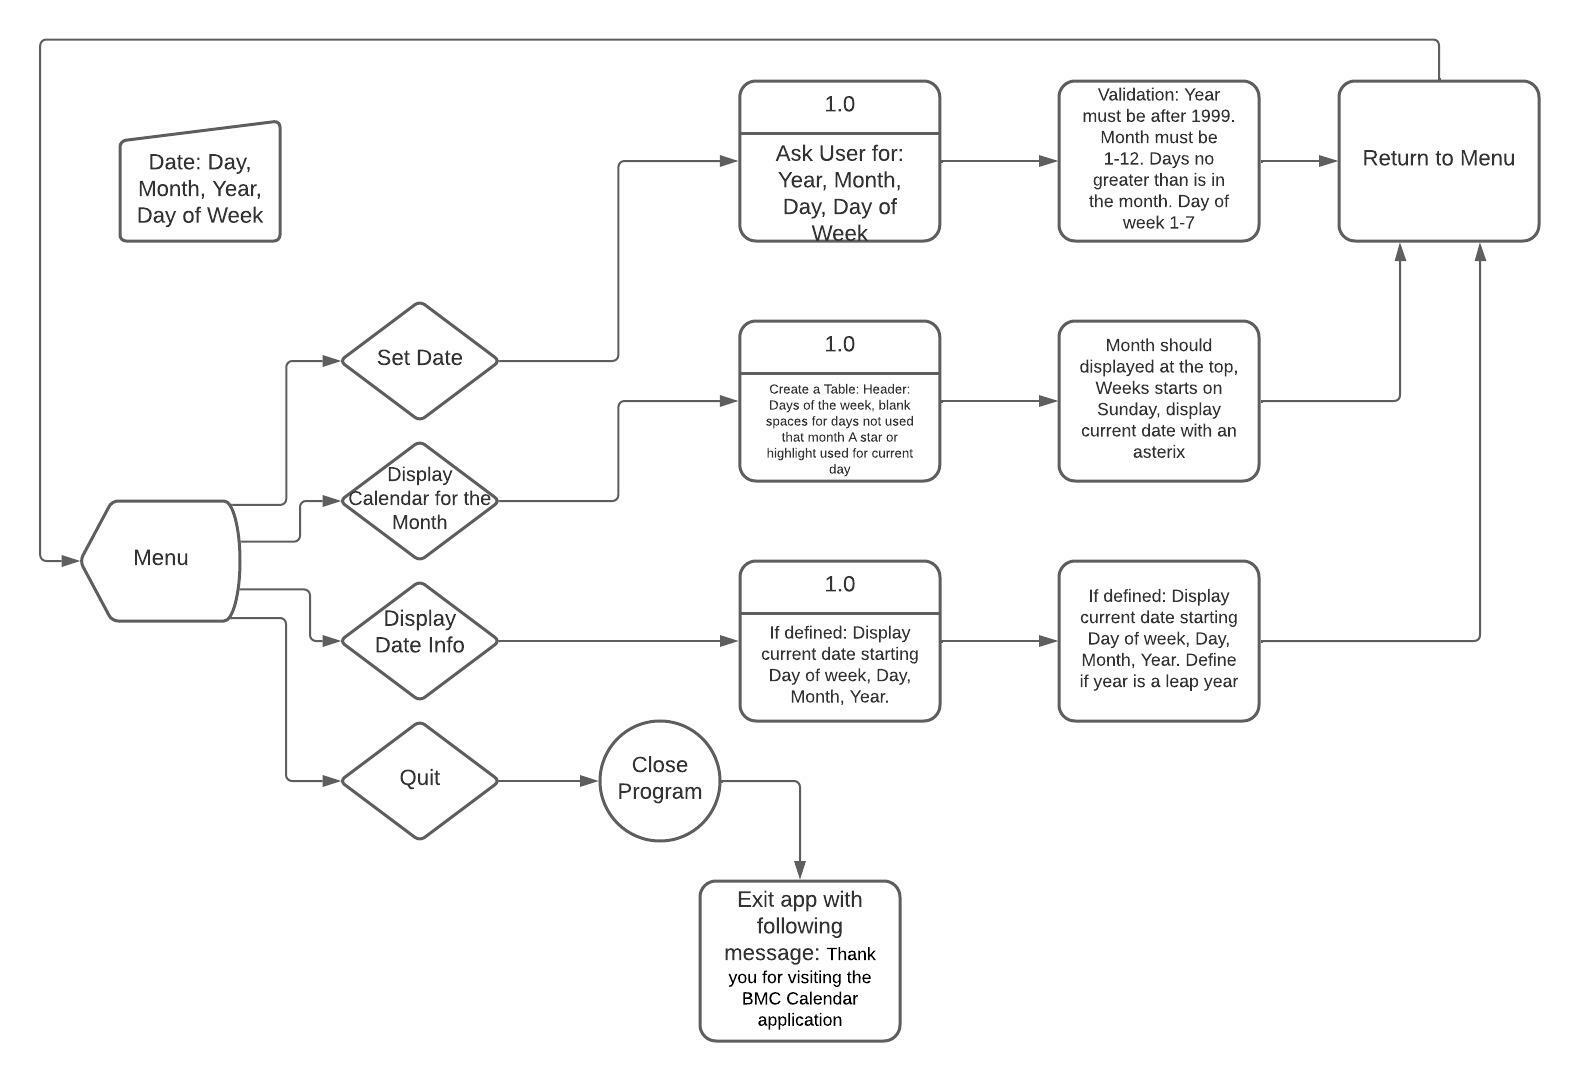 Date: Day,
Month, Year,
Day of Week
1.0
Ask User for:
Year, Month,
Day, Day of
Week
Validation: Year
must be after 1999.
Month must be
1-12. Days no
greater than is in
the month. Day of
week 1-7
Return to Menu
Set Date
1.0
Create a Table: Header:
Days of the week, blank
spaces for days not used
that month A star or
highlight used for current
day
Month should
displayed at the top,
Weeks starts on
Sunday, display
current date with an
asterix
Display
Calendar for the
Month
Menu
Display
Date Info
1.0
If defined: Display
current date starting
Day of week, Day,
Month, Year.
If defined: Display
current date starting
Day of week, Day,
Month, Year. Define
if year is a leap year
Quit
Close
Program
Exit app with
following
message: Thank
you for visiting the
BMC Calendar
application